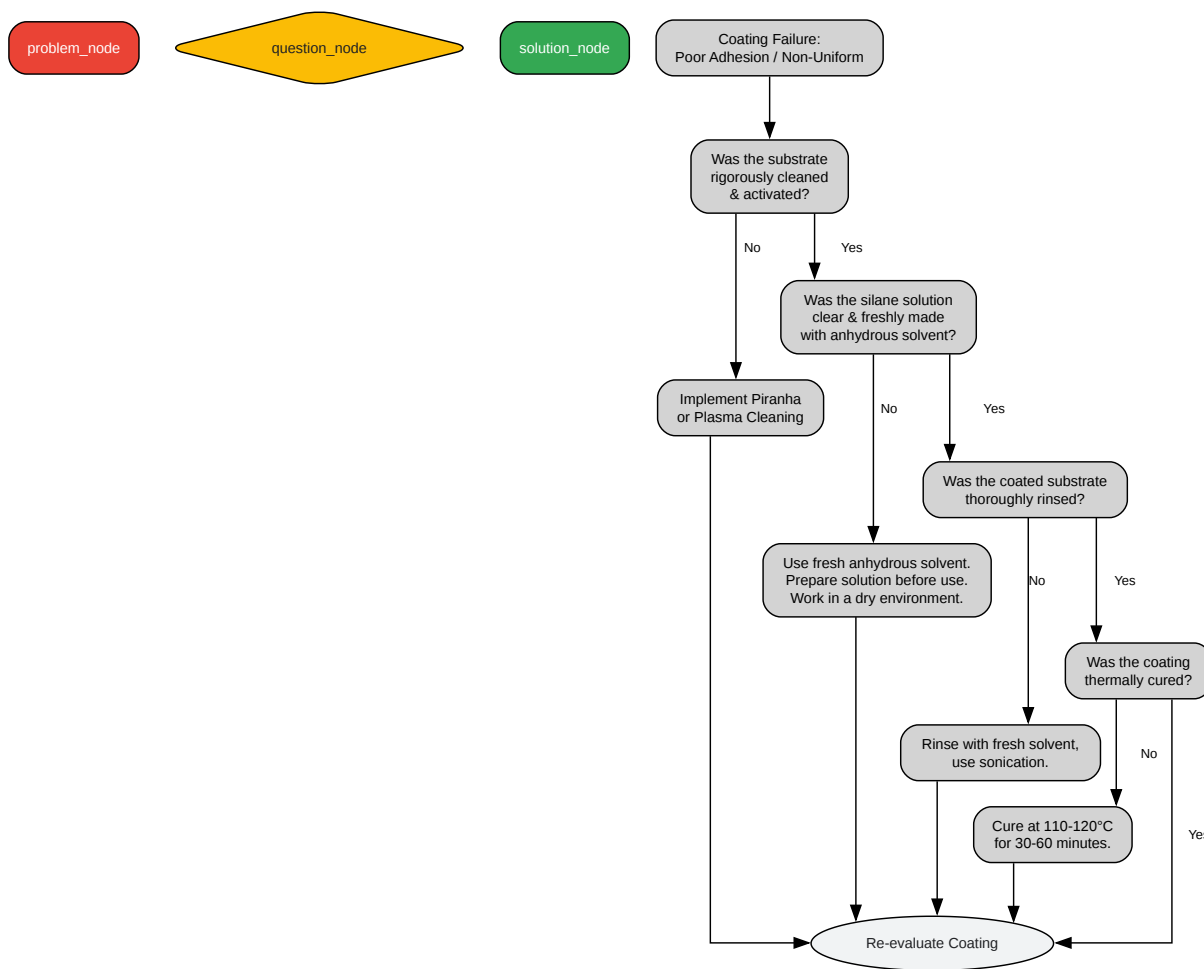 problem_node
question_node
solution_node
Coating Failure:
Poor Adhesion / Non-Uniform
Was the substrate
rigorously cleaned
& activated?
No
Yes
Was the silane solution
clear & freshly made
with anhydrous solvent?
Implement Piranha
or Plasma Cleaning
No
Yes
Was the coated substrate
thoroughly rinsed?
Use fresh anhydrous solvent.
Prepare solution before use.
Work in a dry environment.
No
Yes
Was the coating
thermally cured?
Rinse with fresh solvent,
use sonication.
No
Cure at 110-120°C
for 30-60 minutes.
Yes
Re-evaluate Coating